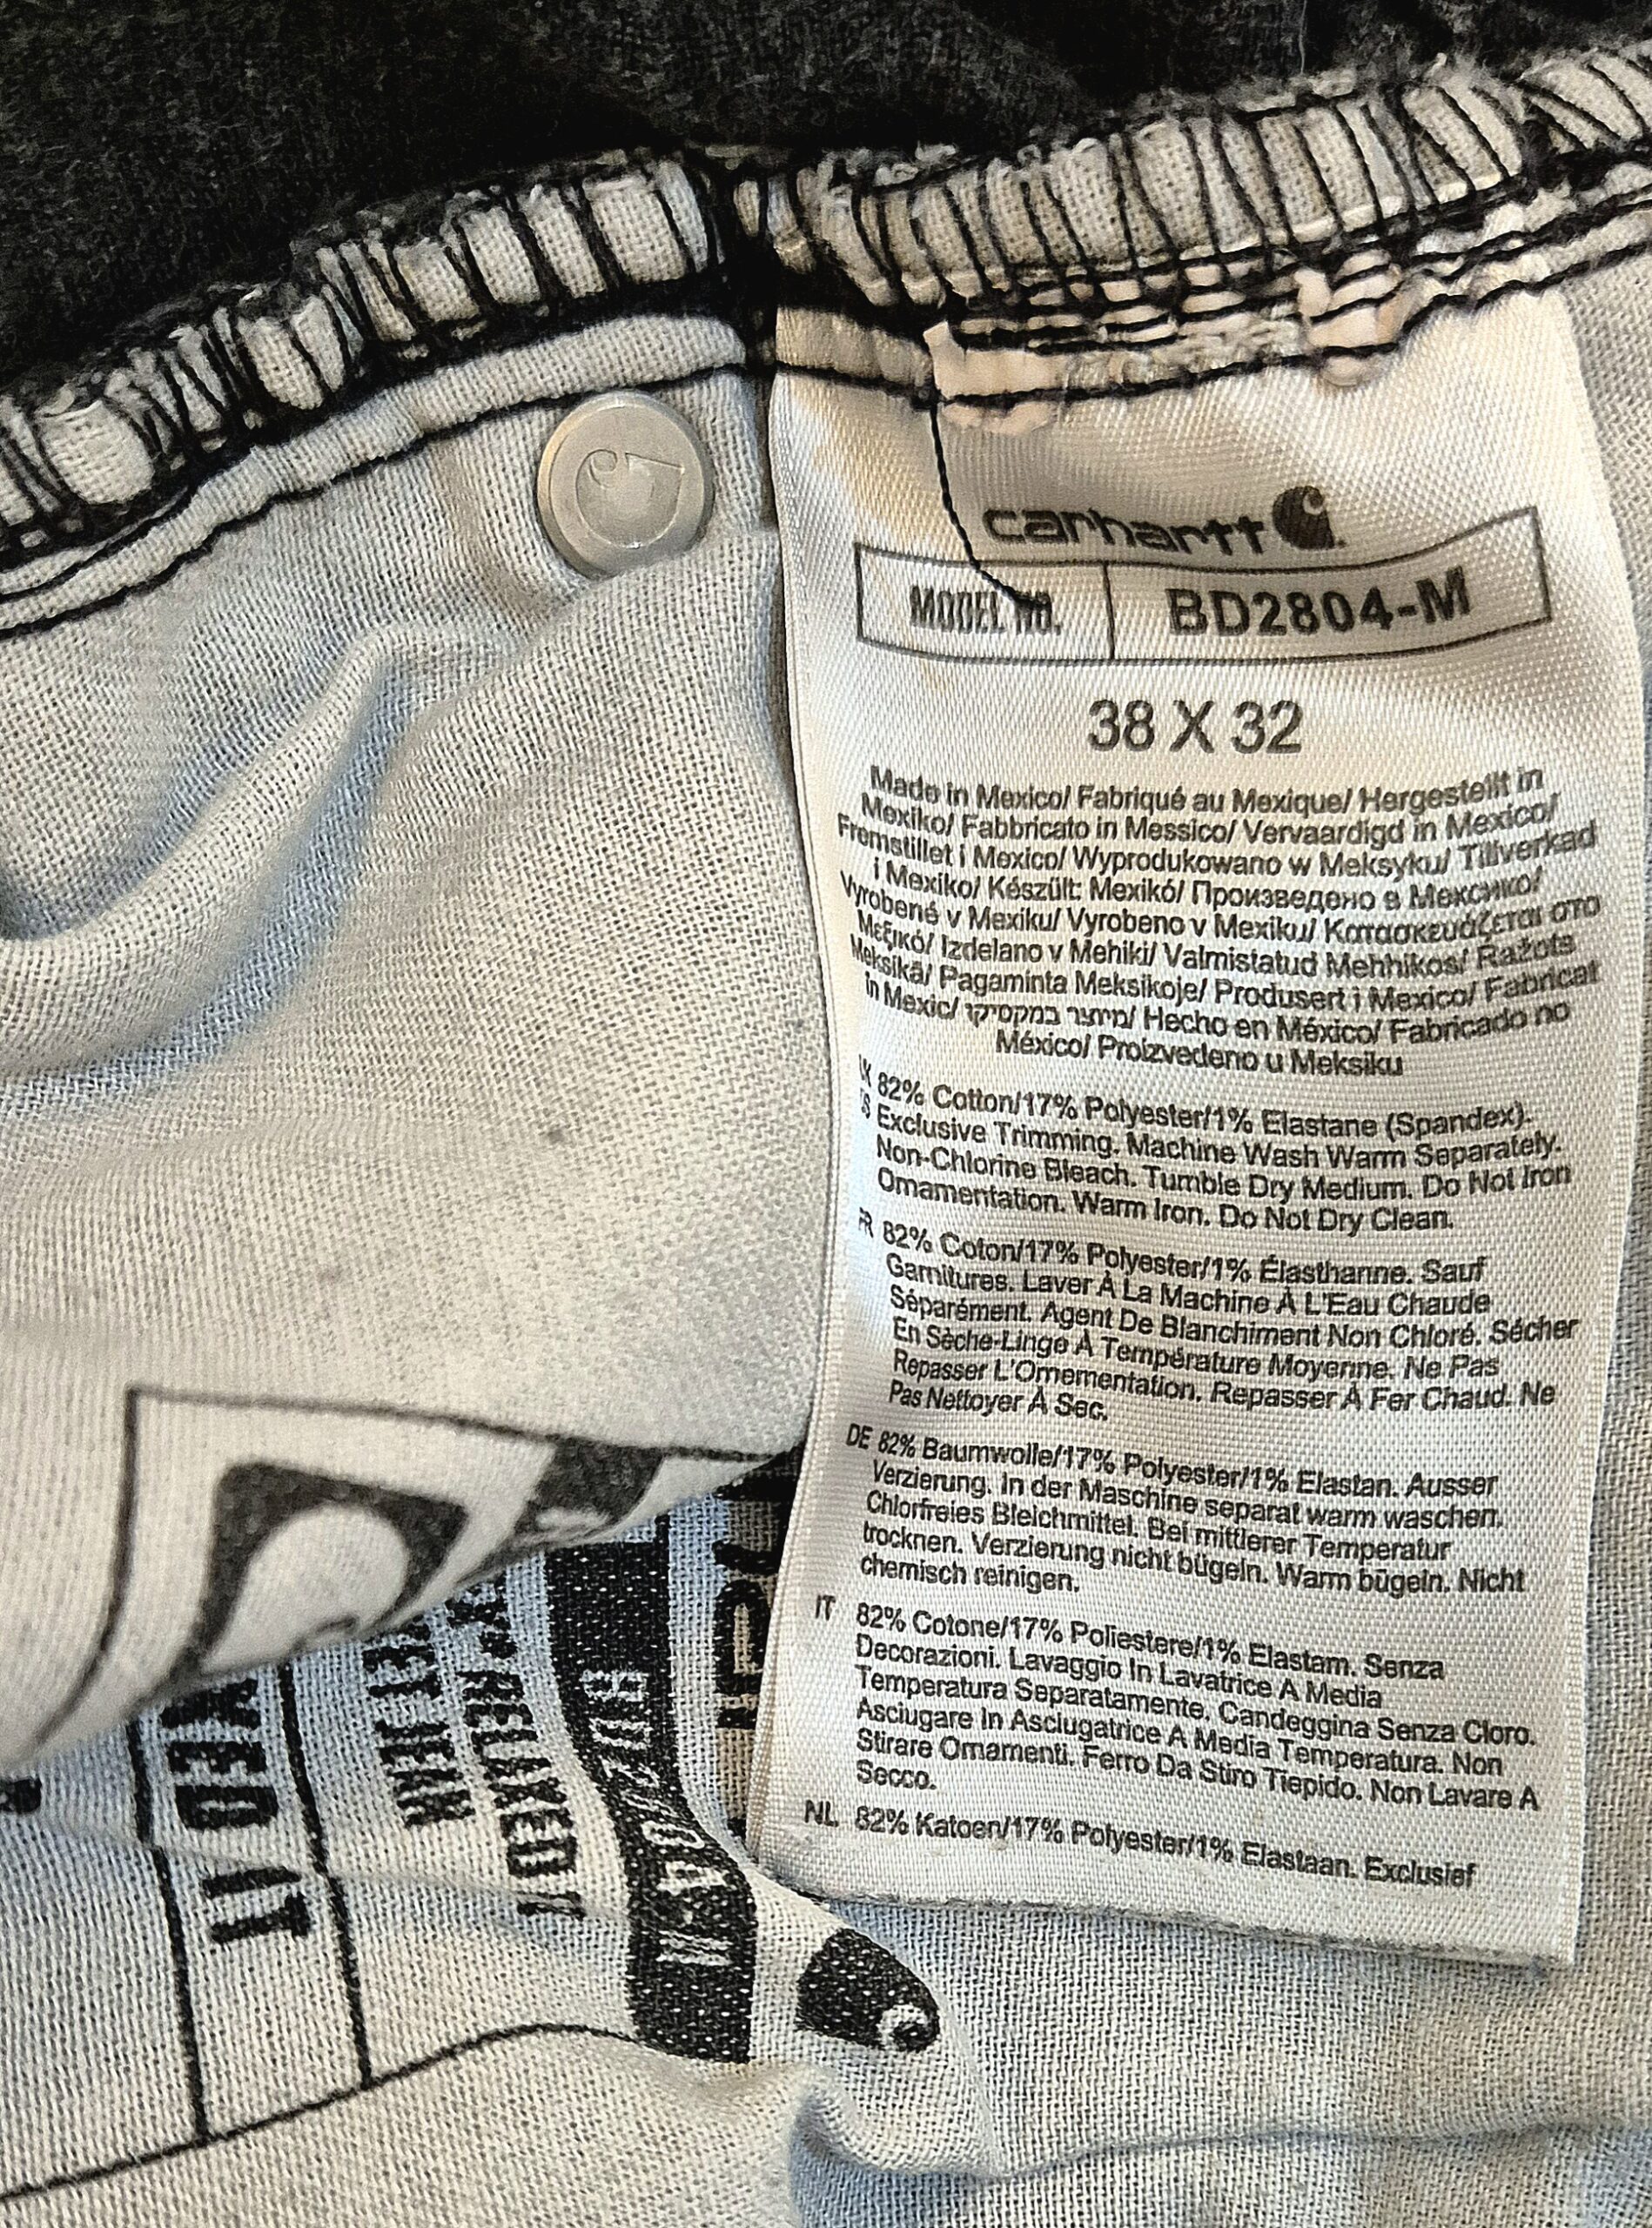 carhartt
MODEL NO. BD2804-M
38 X 32
Made in Mexico/ Fabriqué au Mexique/ Hergestellt in
Mexiko/ Fabbricato in Messico/ Vervaardigd in Mexico/
Fremstillet i Mexico/ Wyprodukowano w Meksyku/ Tillverkad
i Mexiko/ Készült: Mexikó/ Произведено в Мексико/
Vyrobené v Mexiku/ Vyrobeno v Mexiku/ Κατασκευάζεται στο
Μεξικό/ Izdelano v Mehiki/ Valmistatud Mehhikos/ Ražots
Meksikā/ Pagaminta Meksikoje/ Produsert i Mexico/ Fabricat
in Mexic/ מיוצר במקסיקו/ Hecho en México/ Fabricado no
México/ Proizvedeno u Meksiku
82% Cotton/17% Polyester/1% Elastane (Spandex).
Exclusive Trimming. Machine Wash Warm Separately.
Non-Chlorine Bleach. Tumble Dry Medium. Do Not Iron
Ornamentation. Warm Iron. Do Not Dry Clean.
FR 82% Coton/17% Polyester/1% Élasthanne. Sauf
Garnitures. Laver À La Machine À L'Eau Chaude
Séparément. Agent De Blanchiment Non Chloré. Sécher
En Sèche-Linge À Température Moyenne. Ne Pas
Repasser L'Ornementation. Repasser À Fer Chaud. Ne
Pas Nettoyer À Sec.
DE 82% Baumwolle/17% Polyester/1% Elastan. Ausser
Verzierung. In der Maschine separat warm waschen.
Chlorfreies Bleichmittel. Bei mittlerer Temperatur
trocknen. Verzierung nicht bügeln. Warm bügeln. Nicht
chemisch reinigen.
IT 82% Cotone/17% Poliestere/1% Elastam. Senza
Decorazioni. Lavaggio In Lavatrice A Media
Temperatura Separatamente. Candeggina Senza Cloro.
Asciugare In Asciugatrice A Media Temperatura. Non
Stirare Ornamenti. Ferro Da Stiro Tiepido. Non Lavare A
Secco.
NL 82% Katoen/17% Polyester/1% Elastaan. Exclusief
RELAXED